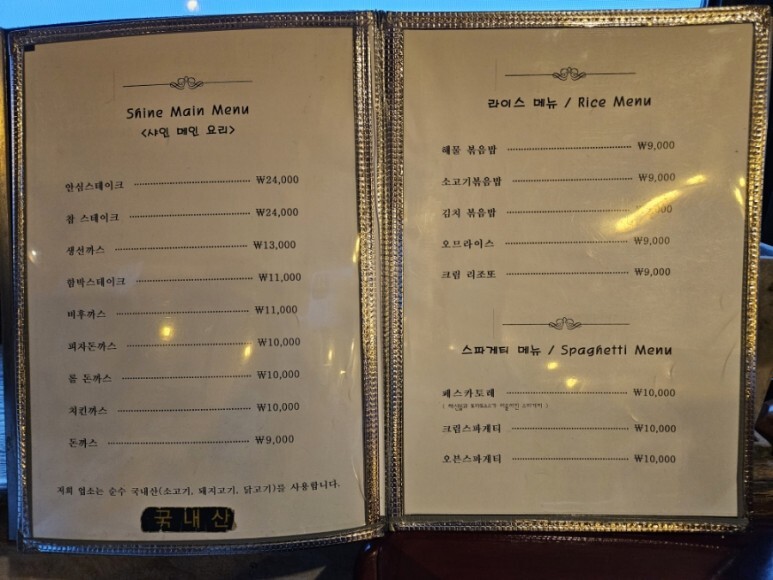 Shine Main Menu
<샤인 메인 요리>
안심스테이크 ₩24,000
찹 스테이크 ₩24,000
생선까스 ₩13,000
함박스테이크 ₩11,000
비후까스 ₩11,000
피자돈까스 ₩10,000
롤 돈까스 ₩10,000
치킨까스 ₩10,000
돈까스 ₩9,000
저희 업소는 순수 국내산(소고기, 돼지고기, 닭고기)를 사용합니다.
국내산
라이스 메뉴 / Rice Menu
해물 볶음밥 ₩9,000
소고기볶음밥 ₩9,000
김치 볶음밥
오므라이스 ₩9,000
크림 리조또 ₩9,000
스파게티 메뉴 / Spaghetti Menu
페스카토레 ₩10,000
크림스파게티 ₩10,000
오븐스파게티 ₩10,000